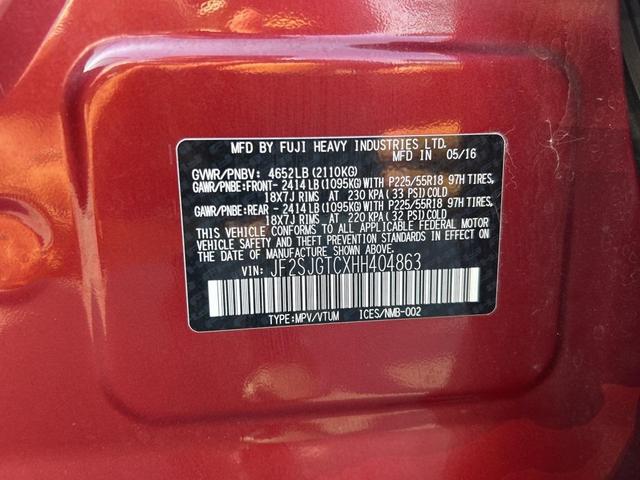 MFD BY FUJI HEAVY INDUSTRIES LTD.
MFD IN 05/16
GVWR/PNBV: 4652LB(2110KG)
GAWR/PNBE:FRONT- 2414LB(1095KG)WITH P225/55R18 97H TIRES,
18X7J RIMS AT 230 KPA (33 PSI)COLD
GAWR/PNBE:REAR - 2414LB(1095KG)WITH P225/55R18 97H TIRES,
18X7J RIMS AT 220 KPA (32 PSI)COLD
THIS VEHICLE CONFORMS TO ALL APPLICABLE FEDERAL MOTOR
VEHICLE SAFETY AND THEFT PREVENTION STANDARDS IN EFFECT
ON THE DATE OF MANUFACTURE SHOWN ABOVE.
VIN: JF2SJGTCXHH404863
TYPE:MPV/VTUM ICES/NMB-002